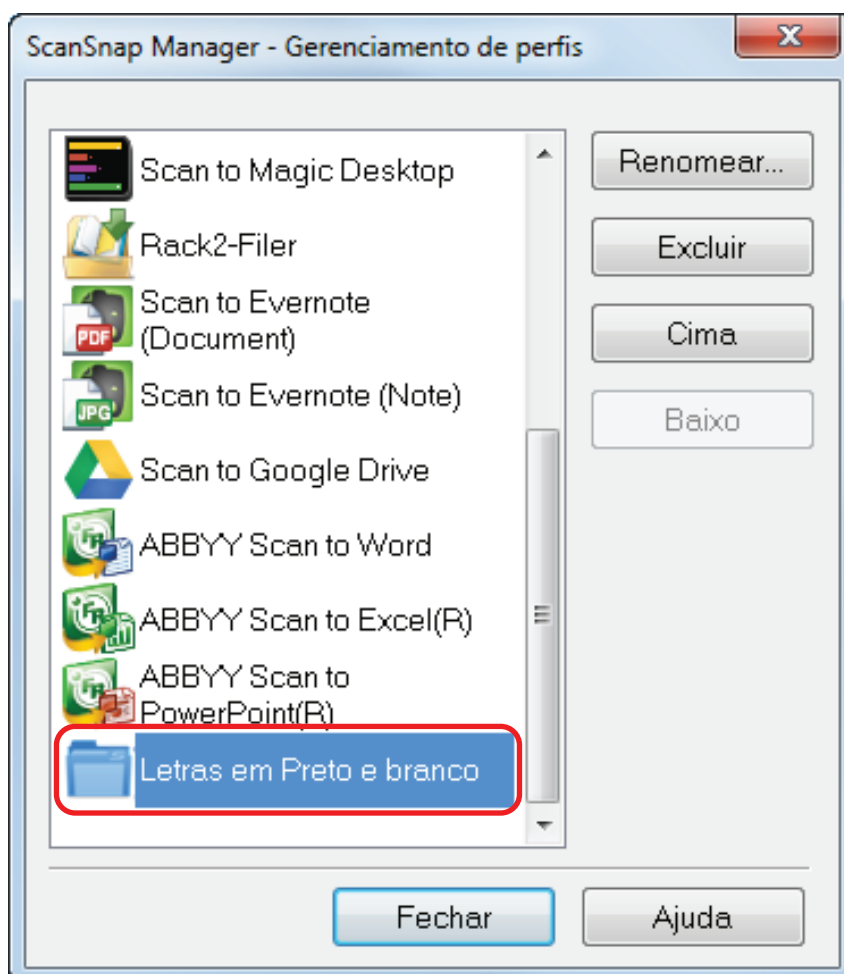 ScanSnap Manager - Gerenciamento de perfis
Scan to Magic Desktop
Rack2-Filer
PDF
Scan to Evernote
(Document)
JPG
Scan to Evernote (Note)
Scan to Google Drive
ABBYY Scan to Word
ABBYY Scan to Excel(R)
ABBYY Scan to
PowerPoint(R)
Letras em Preto e branco
Renomear...
Excluir
Cima
Baixo
Fechar
Ajuda